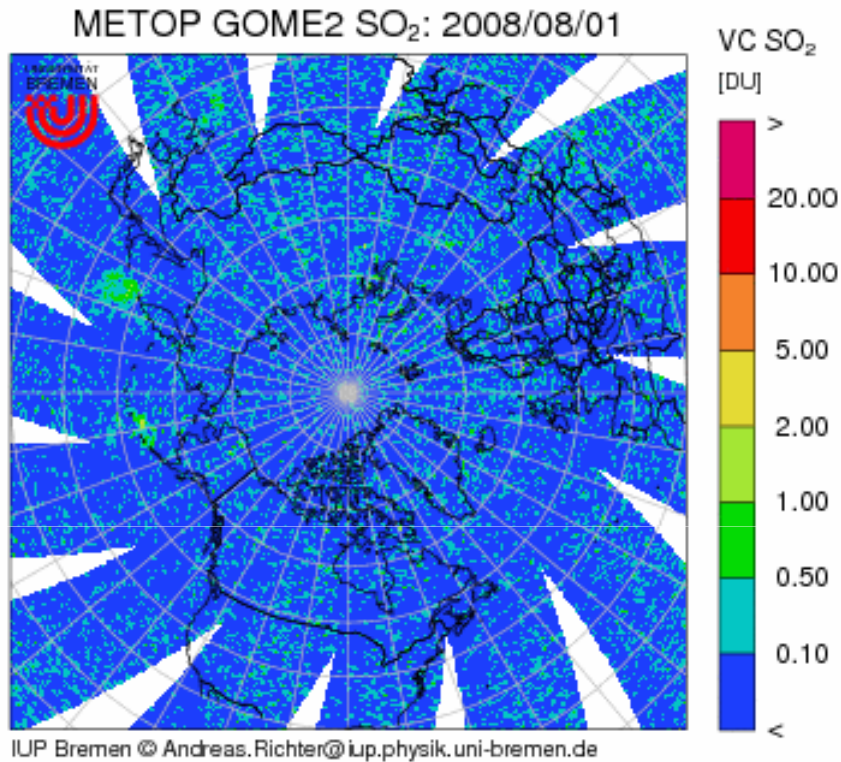 METOP GOME2 SO₂: 2008/08/01
VC SO₂
[DU]
UNIVERSITÄT
BREMEN
>
20.00
10.00
5.00
2.00
1.00
0.50
0.10
<
IUP Bremen © Andreas.Richter@iup.physik.uni-bremen.de